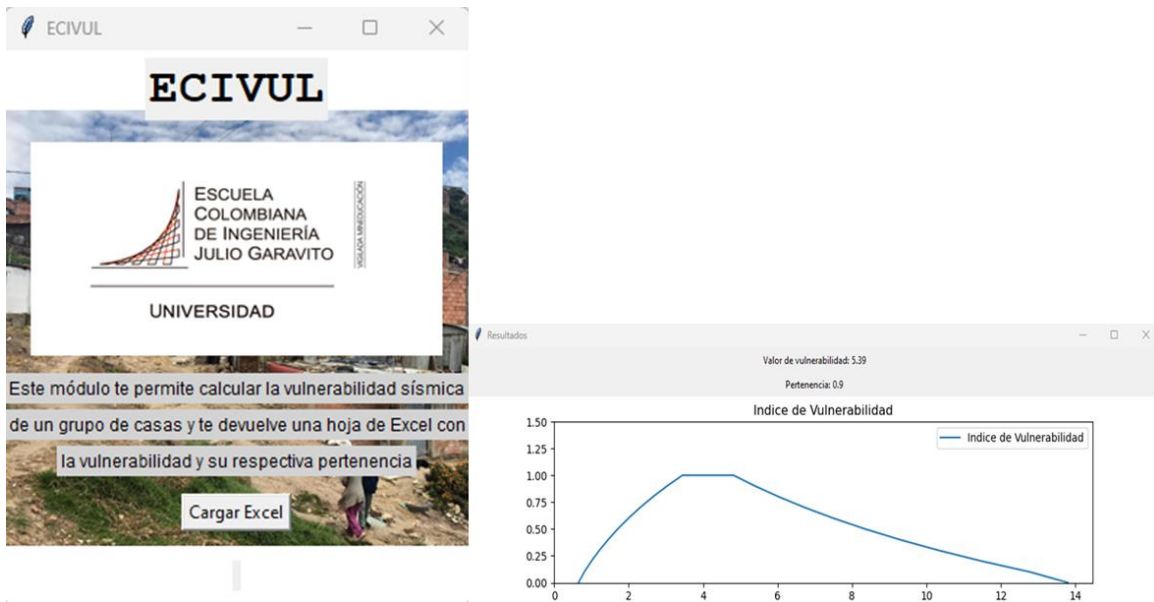 ECIVUL
ECIVUL
ESCUELA
COLOMBIANA
DE INGENIERÍA
JULIO GARAVITO
VIGILADA MINEDUCACIÓN
UNIVERSIDAD
Este módulo te permite calcular la vulnerabilidad sísmica
de un grupo de casas y te devuelve una hoja de Excel con
la vulnerabilidad y su respectiva pertenencia
Cargar Excel
Resultados
Valor de vulnerabilidad: 5.39
Pertenencia: 0.9
Indice de Vulnerabilidad
Indice de Vulnerabilidad
1.50
1.25
1.00
0.75
0.50
0.25
0.00
0 2 4 6 8 10 12 14